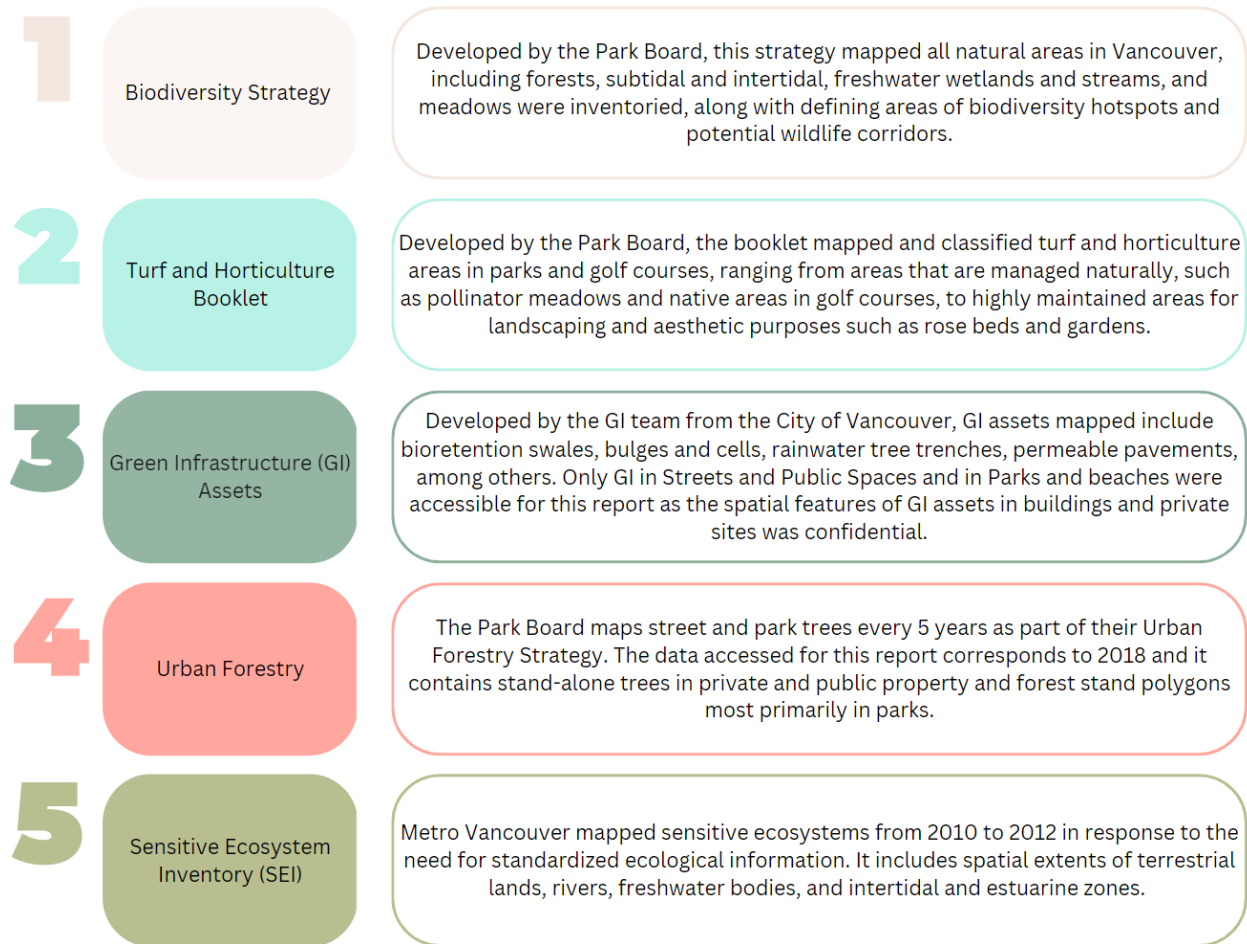 1
Biodiversity Strategy
Developed by the Park Board, this strategy mapped all natural areas in Vancouver,
including forests, subtidal and intertidal, freshwater wetlands and streams, and
meadows were inventoried, along with defining areas of biodiversity hotspots and
potential wildlife corridors.
2
Turf and Horticulture
Booklet
Developed by the Park Board, the booklet mapped and classified turf and horticulture
areas in parks and golf courses, ranging from areas that are managed naturally, such
as pollinator meadows and native areas in golf courses, to highly maintained areas for
landscaping and aesthetic purposes such as rose beds and gardens.
3
Green Infrastructure (GI)
Assets
Developed by the GI team from the City of Vancouver, GI assets mapped include
bioretention swales, bulges and cells, rainwater tree trenches, permeable pavements,
among others. Only GI in Streets and Public Spaces and in Parks and beaches were
accessible for this report as the spatial features of GI assets in buildings and private
sites was confidential.
4
Urban Forestry
The Park Board maps street and park trees every 5 years as part of their Urban
Forestry Strategy. The data accessed for this report corresponds to 2018 and it
contains stand-alone trees in private and public property and forest stand polygons
most primarily in parks.
5
Sensitive Ecosystem
Inventory (SEI)
Metro Vancouver mapped sensitive ecosystems from 2010 to 2012 in response to the
need for standardized ecological information. It includes spatial extents of terrestrial
lands, rivers, freshwater bodies, and intertidal and estuarine zones.